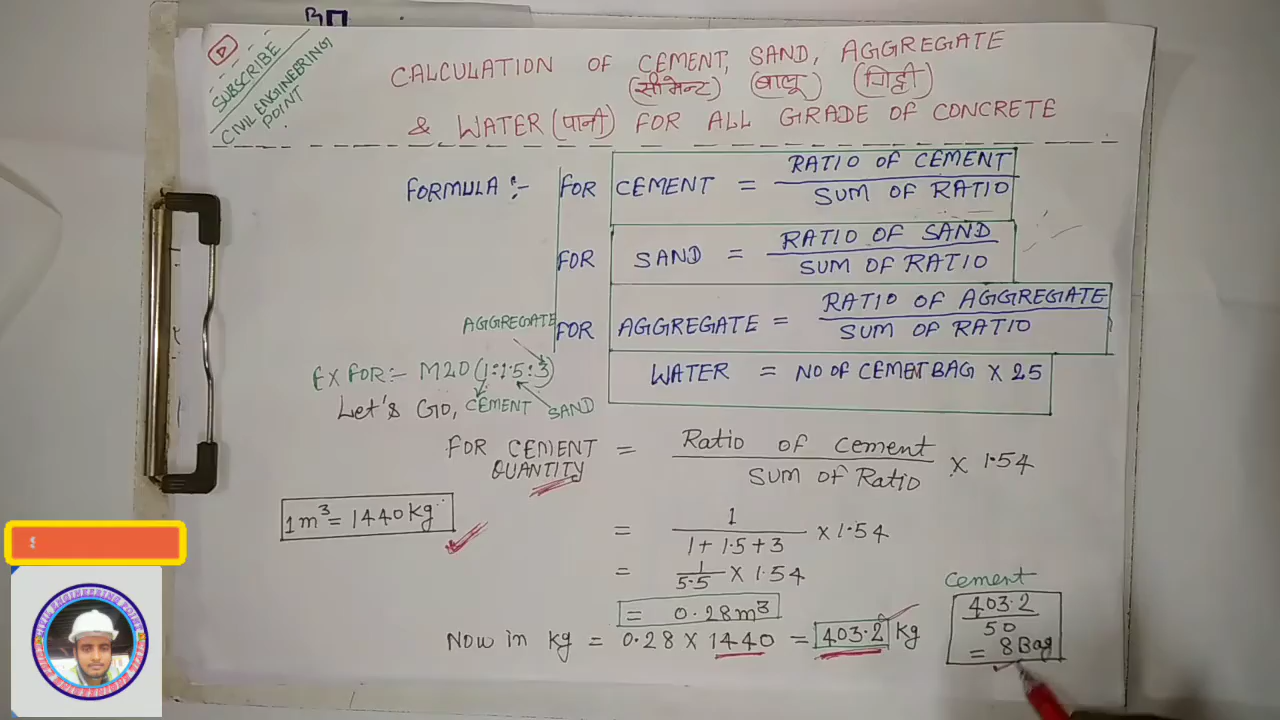 SUBSCRIBE
CIVIL ENGINEERING
POINT
CALCULATION OF CEMENT, SAND, AGGREGATE
(सीमेन्ट) (बालू) (गिट्टी)
& WATER (पानी) FOR ALL GRADE OF CONCRETE
FORMULA :- FOR CEMENT = RATIO OF CEMENT
SUM OF RATIO
FOR SAND = RATIO OF SAND
SUM OF RATIO
FOR AGGREGATE = RATIO OF AGGREGATE
SUM OF RATIO
WATER = NO OF CEMENT BAG × 25
AGGREGATE
EX FOR:- M20 (1:1.5:3)
Let's Go, CEMENT SAND
FOR CEMENT QUANTITY = Ratio of cement
SUM OF Ratio × 1.54
1m³ = 1440 kg
= 1
1 + 1.5 + 3 × 1.54
= 1
5.5 × 1.54
= 0.28m³
Now in kg = 0.28 × 1440 = 403.2 kg
Cement
403.2
50
= 8 Bag
CIVIL ENGINEERING POINT